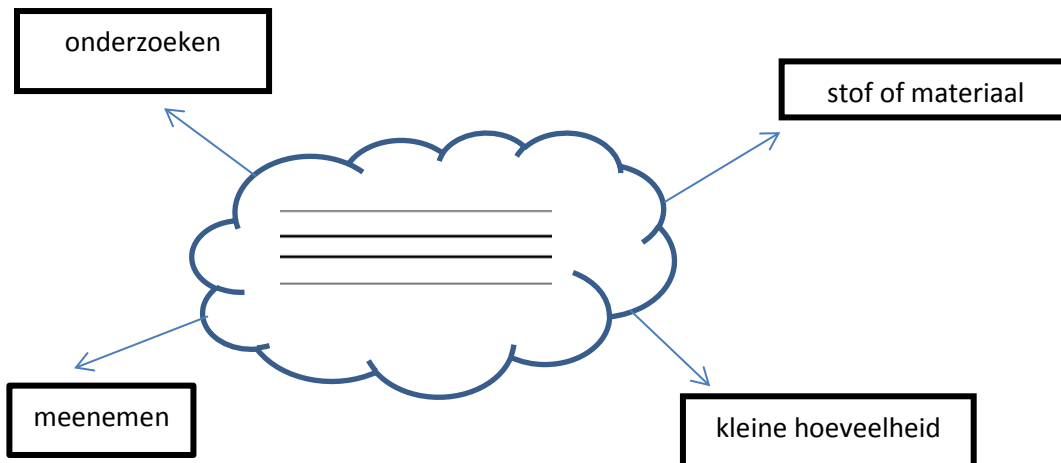 onderzoeken
stof of materiaal
meenemen
kleine hoeveelheid